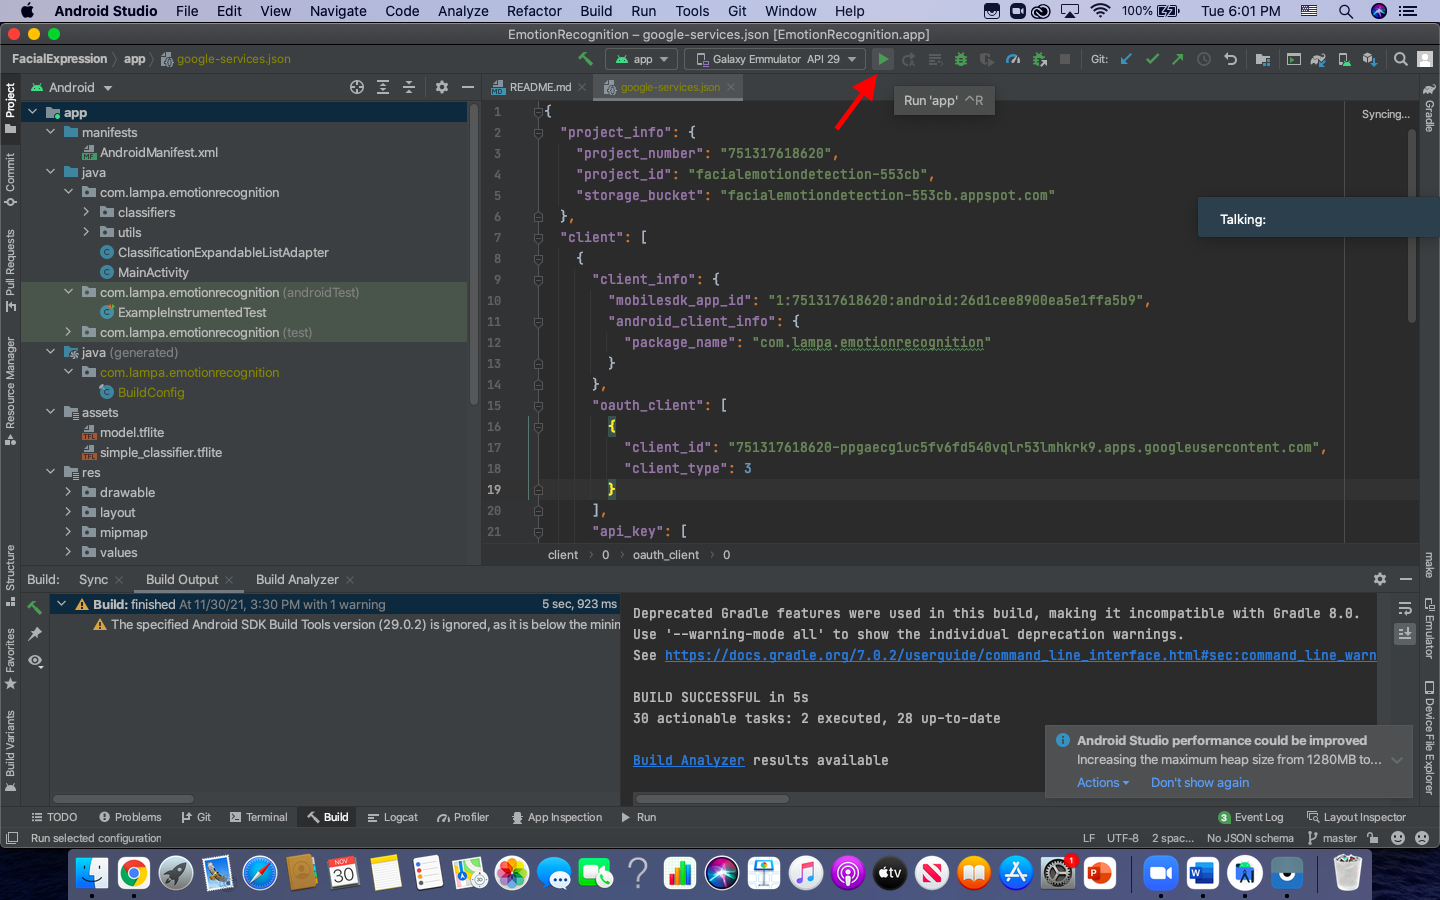 Android Studio File Edit View Navigate Code Analyze Refactor Build Run Tools Git Window Help 100% Tue 6:01 PM
EmotionRecognition – google-services.json [EmotionRecognition.app]
FacialExpression app google-services.json app Galaxy Emmulator API 29 Git:
Project
Android
README.md google-services.json
Run 'app' ^R
Syncing...
Gradle
app
manifests
AndroidManifest.xml
java
com.lampa.emotionrecognition
classifiers
utils
ClassificationExpandableListAdapter
MainActivity
com.lampa.emotionrecognition (androidTest)
ExampleInstrumentedTest
com.lampa.emotionrecognition (test)
java (generated)
com.lampa.emotionrecognition
BuildConfig
assets
model.tflite
simple_classifier.tflite
res
drawable
layout
mipmap
values
Commit
Pull Requests
Resource Manager
Structure
Favorites
Build Variants
1 {
2 "project_info": {
3 "project_number": "751317618620",
4 "project_id": "facialemotiondetection-553cb",
5 "storage_bucket": "facialemotiondetection-553cb.appspot.com"
6 },
7 "client": [
8 {
9 "client_info": {
10 "mobilesdk_app_id": "1:751317618620:android:26d1cee8900ea5e1ffa5b9",
11 "android_client_info": {
12 "package_name": "com.lampa.emotionrecognition"
13 }
14 },
15 "oauth_client": [
16 {
17 "client_id": "751317618620-ppgaecg1uc5fv6fd540vqlr53lmhkrk9.apps.googleusercontent.com",
18 "client_type": 3
19 }
20 ],
21 "api_key": [
Talking:
client 0 oauth_client 0
make
Emulator
Device File Explorer
Build: Sync Build Output Build Analyzer
Build: finished At 11/30/21, 3:30 PM with 1 warning 5 sec, 923 ms
The specified Android SDK Build Tools version (29.0.2) is ignored, as it is below the minin
Deprecated Gradle features were used in this build, making it incompatible with Gradle 8.0.
Use '--warning-mode all' to show the individual deprecation warnings.
See https://docs.gradle.org/7.0.2/userguide/command_line_interface.html#sec:command_line_warn
BUILD SUCCESSFUL in 5s
30 actionable tasks: 2 executed, 28 up-to-date
Build Analyzer results available
Android Studio performance could be improved
Increasing the maximum heap size from 1280MB to...
Actions Don't show again
TODO Problems Git Terminal Build Logcat Profiler App Inspection Run 3 Event Log Layout Inspector
Run selected configuration LF UTF-8 2 spac... No JSON schema master
NOV
30
tv
1